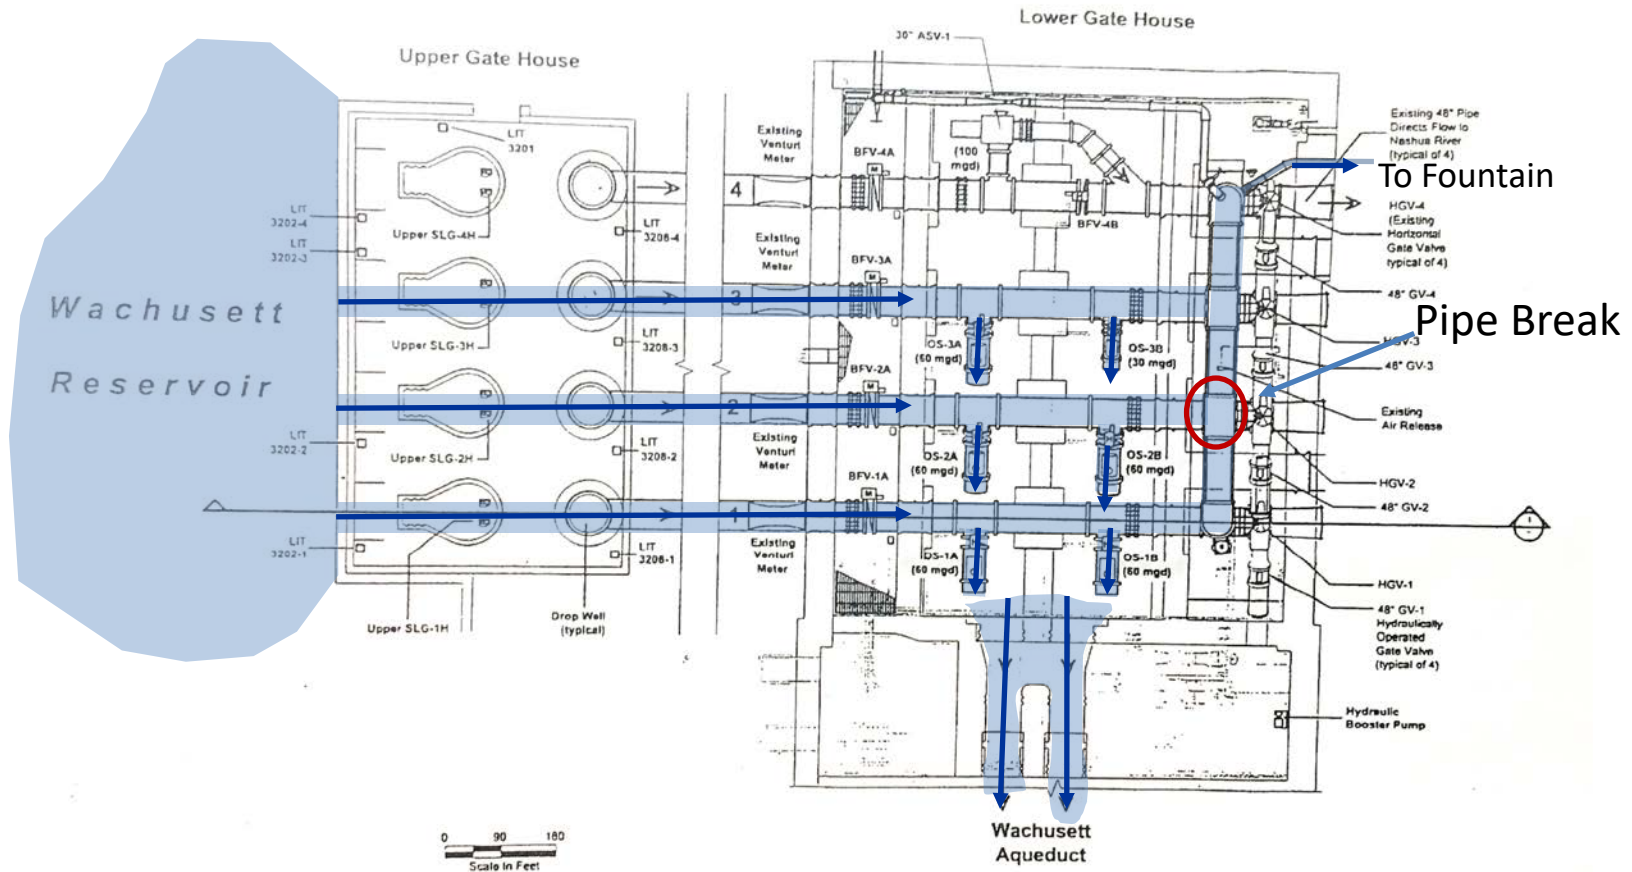 Lower Gate House
Upper Gate House
30" ASV-1
LIT
3201
Existing
Venturi
Meter
BFV-4A
(100
mgd)
Existing 48" Pipe
Directs Flow to
Nashua River
(typical of 4)
To Fountain
4
LIT
3202-4
LIT
3202-3
Upper SLG-4H
LIT
3208-4
Existing
Venturi
Meter
BFV-3A
BFV-4B
HGV-4
(Existing
Horizontal
Gate Valve
typical of 4)
48" GV-4
Wachusett
Reservoir
3
Pipe Break
Upper SLG-3H
LIT
3208-3
OS-3A
(60 mgd)
OS-3B
(30 mgd)
HGV-3
48" GV-3
BFV-2A
2
Existing
Air Release
LIT
3202-2
Upper SLG-2H
LIT
3208-2
Existing
Venturi
Meter
BFV-1A
OS-2A
(60 mgd)
OS-2B
(60 mgd)
HGV-2
48" GV-2
1
LIT
3202-1
LIT
3208-1
Existing
Venturi
Meter
OS-1A
(60 mgd)
OS-1B
(60 mgd)
HGV-1
48" GV-1
Hydraulically
Operated
Gate Valve
(typical of 4)
Upper SLG-1H
Drop Well
(typical)
Hydraulic
Booster Pump
Wachusett
Aqueduct
0 90 180
Scale in Feet